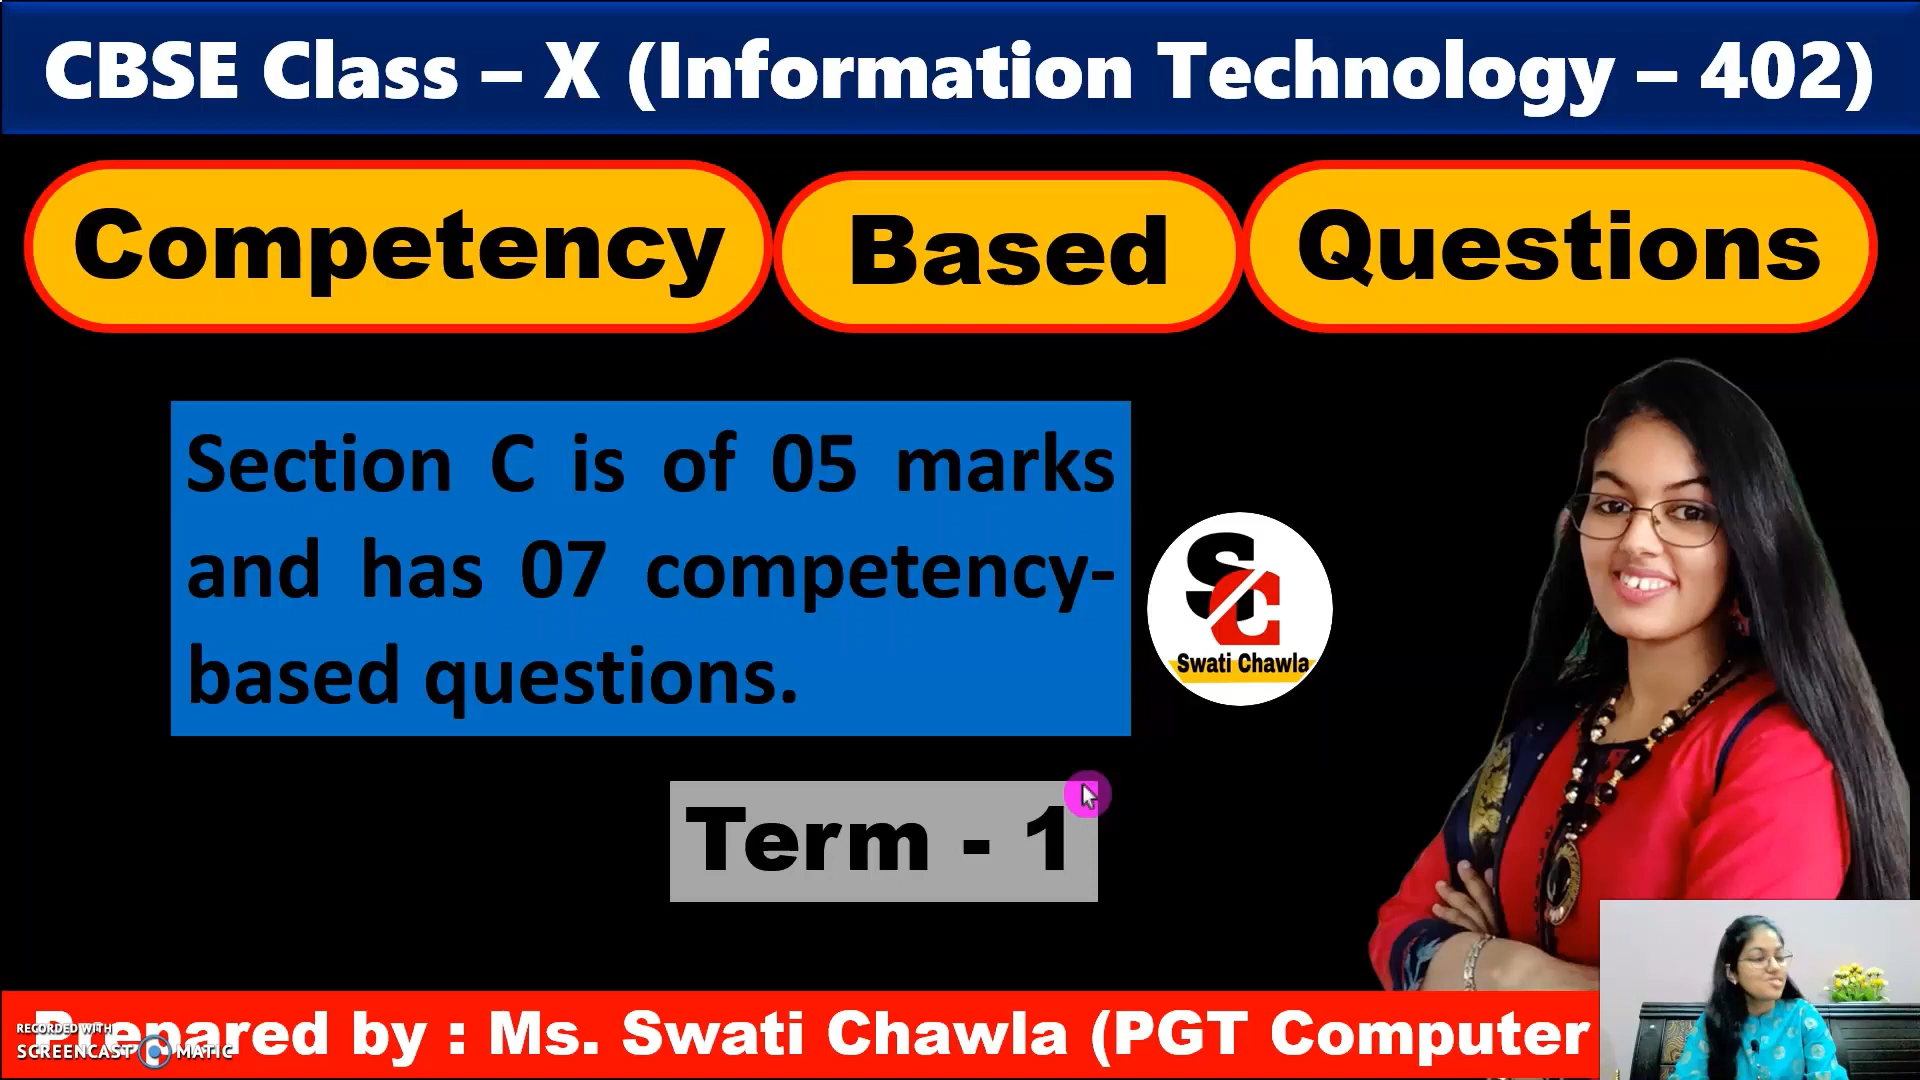 CBSE Class – X (Information Technology – 402)
Competency Based Questions
Section C is of 05 marks
and has 07 competency-
based questions.
SC
Swati Chawla
Term - 1
Prepared by : Ms. Swati Chawla (PGT Computer
RECORDED WITH
SCREENCAST MATIC